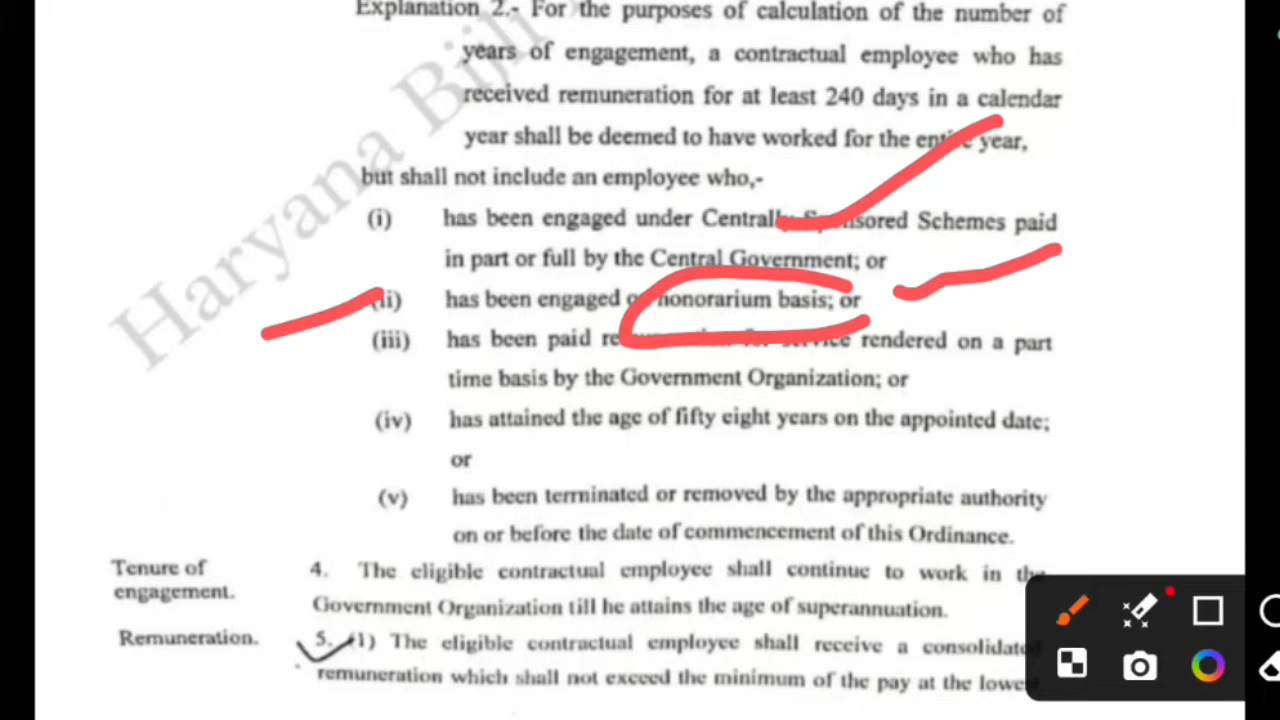 Explanation 2.- For the purposes of calculation of the number of
years of engagement, a contractual employee who has
received remuneration for at least 240 days in a calendar
year shall be deemed to have worked for the entire year,
but shall not include an employee who,-
(i) has been engaged under Centrally Sponsored Schemes paid
in part or full by the Central Government; or
(ii) has been engaged on honorarium basis; or
(iii) has been paid remuneration for service rendered on a part
time basis by the Government Organization; or
(iv) has attained the age of fifty eight years on the appointed date;
or
(v) has been terminated or removed by the appropriate authority
on or before the date of commencement of this Ordinance.
Tenure of engagement.
4. The eligible contractual employee shall continue to work in the
Government Organization till he attains the age of superannuation.
Remuneration.
5. (1) The eligible contractual employee shall receive a consolidated
remuneration which shall not exceed the minimum of the pay at the lowest
Haryana Bijli